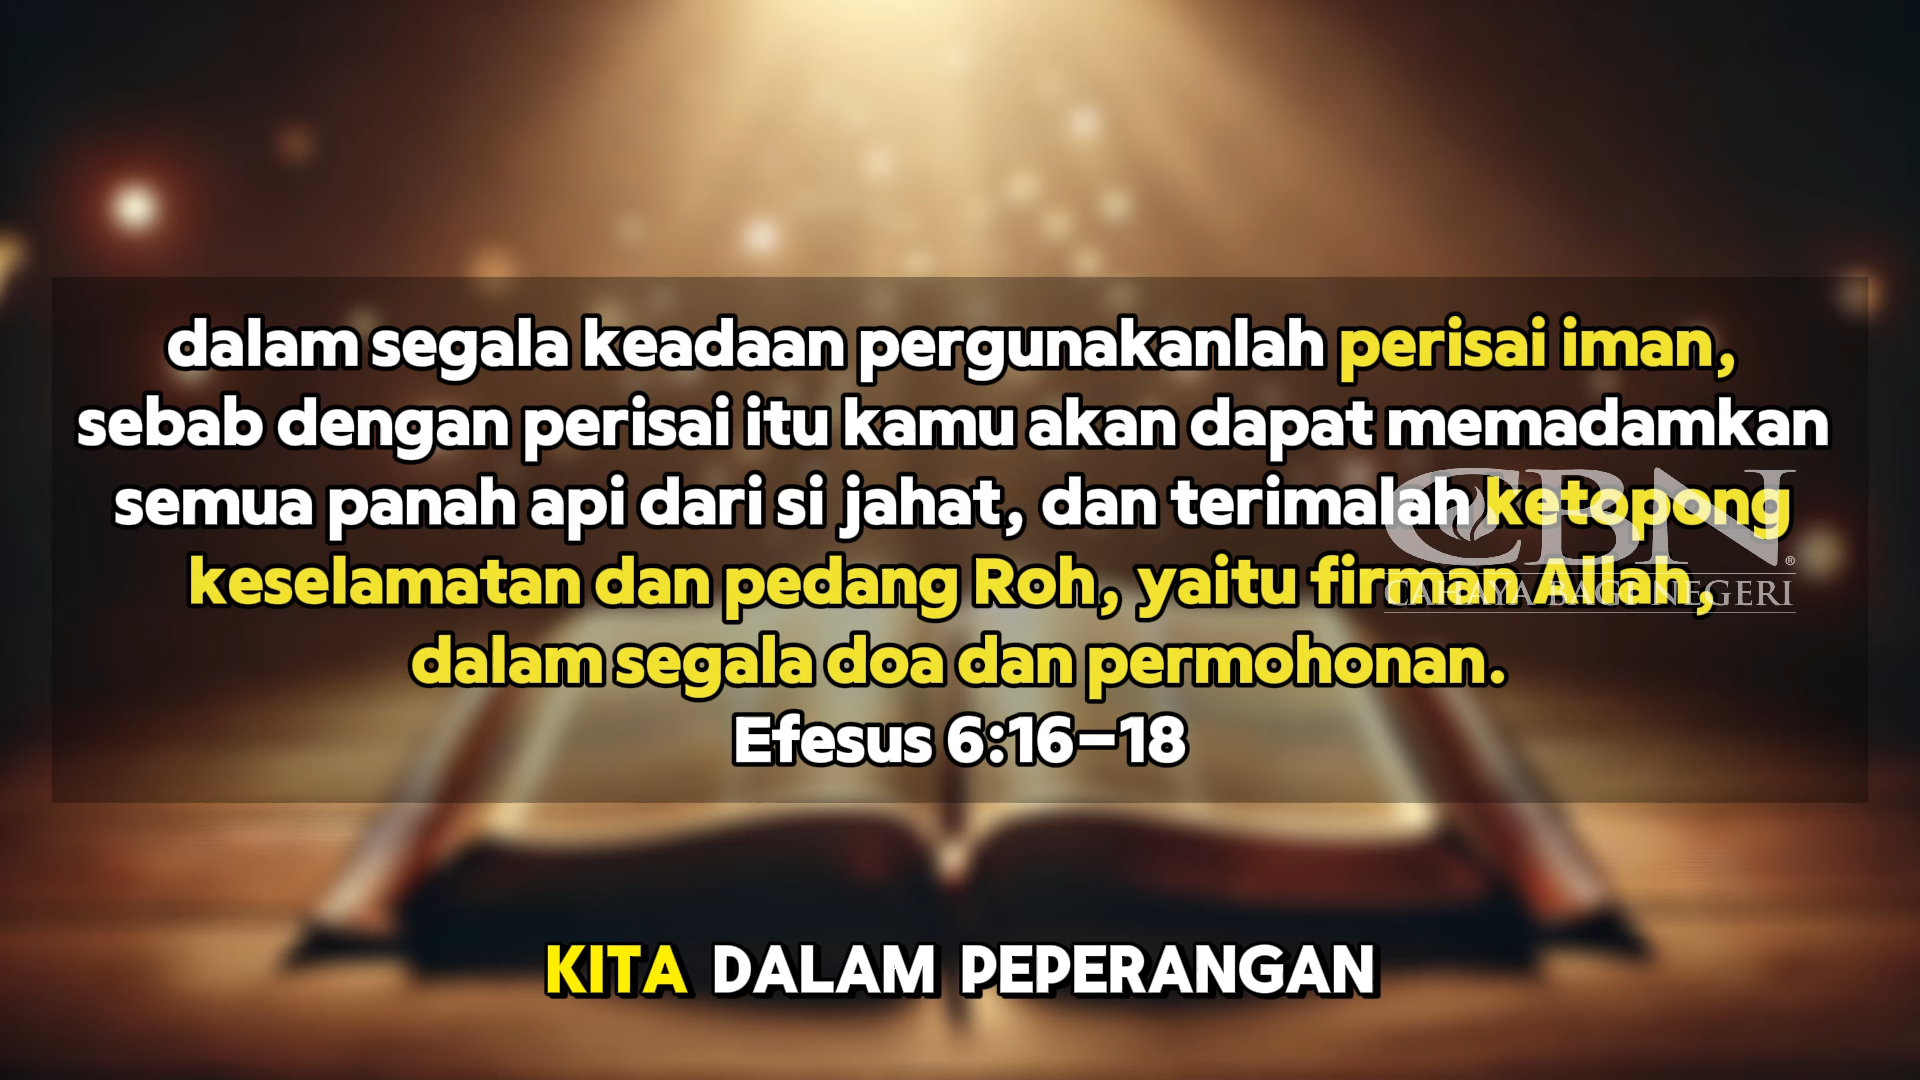 dalam segala keadaan pergunakanlah perisai iman,
sebab dengan perisai itu kamu akan dapat memadamkan
semua panah api dari si jahat, dan terimalah ketopong
keselamatan dan pedang Roh, yaitu firman Allah,
dalam segala doa dan permohonan.
Efesus 6:16–18
CBN®
CAHAYA BAGI NEGERI
KITA DALAM PEPERANGAN